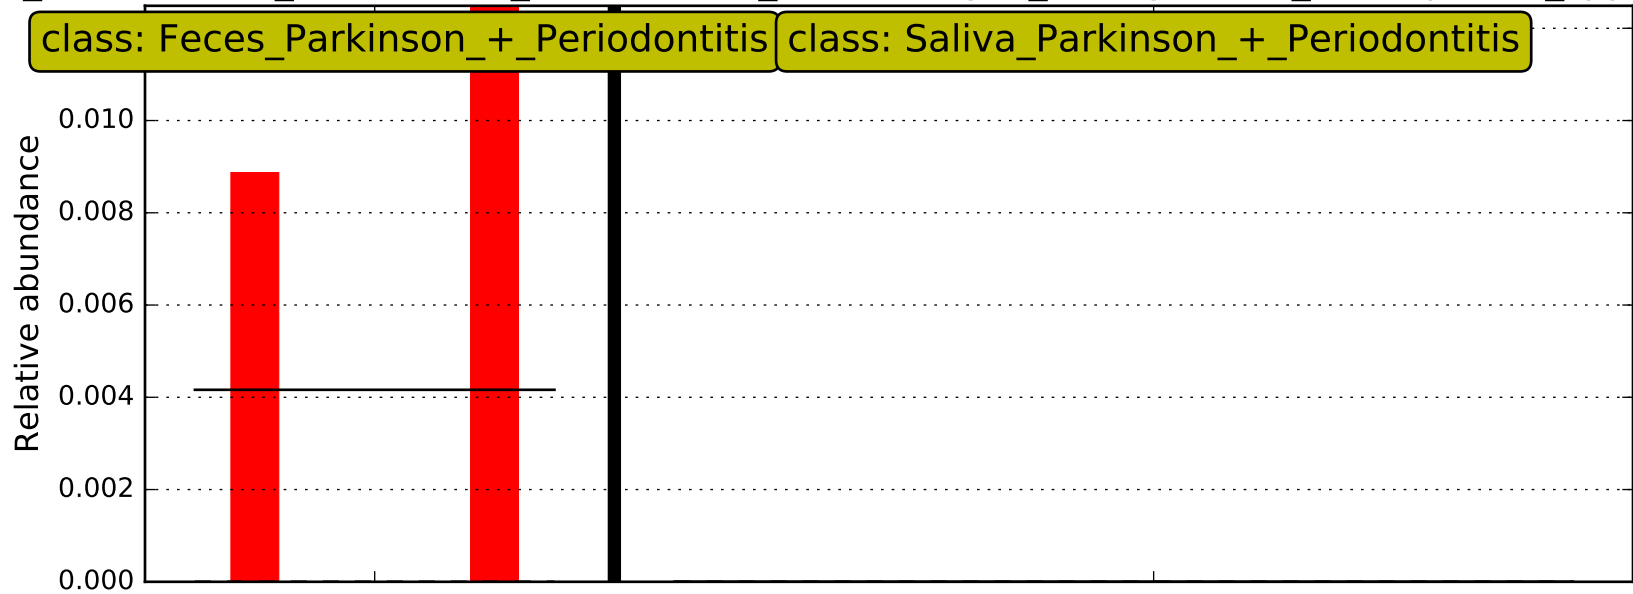 class: Feces_Parkinson_+_Periodontitis
class: Saliva_Parkinson_+_Periodontitis
0.010
0.008
0.006
0.004
0.002
0.000
Relative abundance